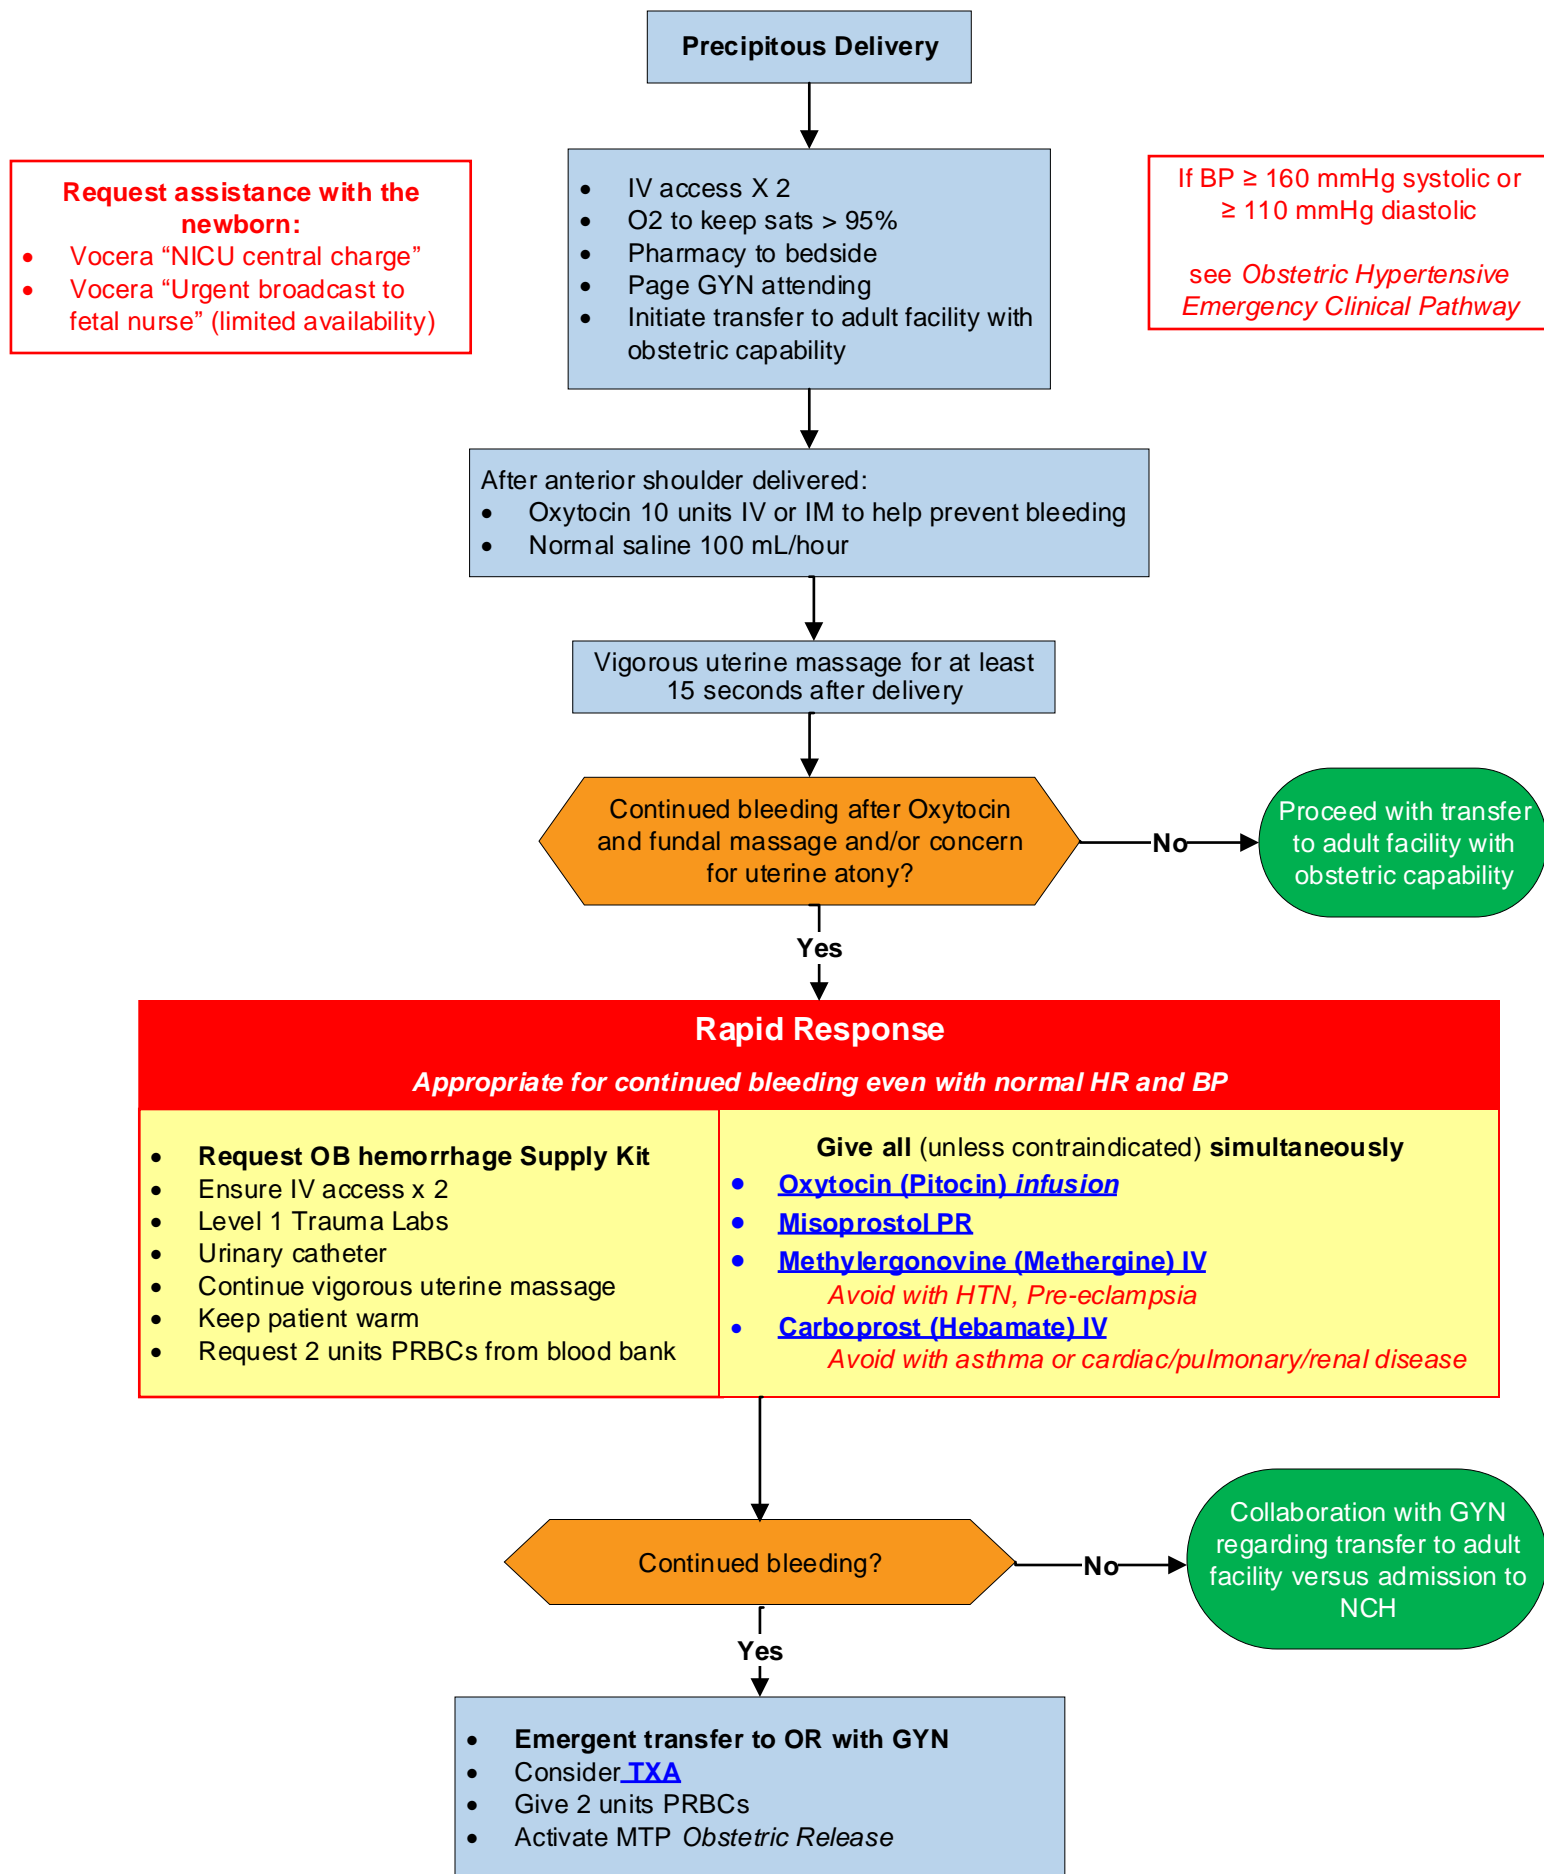 Precipitous Delivery
Request assistance with the
newborn:
• Vocera “NICU central charge”
• Vocera “Urgent broadcast to
fetal nurse” (limited availability)
• IV access X 2
• O2 to keep sats > 95%
• Pharmacy to bedside
• Page GYN attending
• Initiate transfer to adult facility with
obstetric capability
If BP ≥ 160 mmHg systolic or
≥ 110 mmHg diastolic
see Obstetric Hypertensive
Emergency Clinical Pathway
After anterior shoulder delivered:
• Oxytocin 10 units IV or IM to help prevent bleeding
• Normal saline 100 mL/hour
Vigorous uterine massage for at least
15 seconds after delivery
Continued bleeding after Oxytocin
and fundal massage and/or concern
for uterine atony?
No
Proceed with transfer
to adult facility with
obstetric capability
Yes
Rapid Response
Appropriate for continued bleeding even with normal HR and BP
• Request OB hemorrhage Supply Kit
• Ensure IV access x 2
• Level 1 Trauma Labs
• Urinary catheter
• Continue vigorous uterine massage
• Keep patient warm
• Request 2 units PRBCs from blood bank
Give all (unless contraindicated) simultaneously
• Oxytocin (Pitocin) infusion
• Misoprostol PR
• Methylergonovine (Methergine) IV
Avoid with HTN, Pre-eclampsia
• Carboprost (Hebamate) IV
Avoid with asthma or cardiac/pulmonary/renal disease
Continued bleeding?
No
Collaboration with GYN
regarding transfer to adult
facility versus admission to
NCH
Yes
• Emergent transfer to OR with GYN
• Consider TXA
• Give 2 units PRBCs
• Activate MTP Obstetric Release